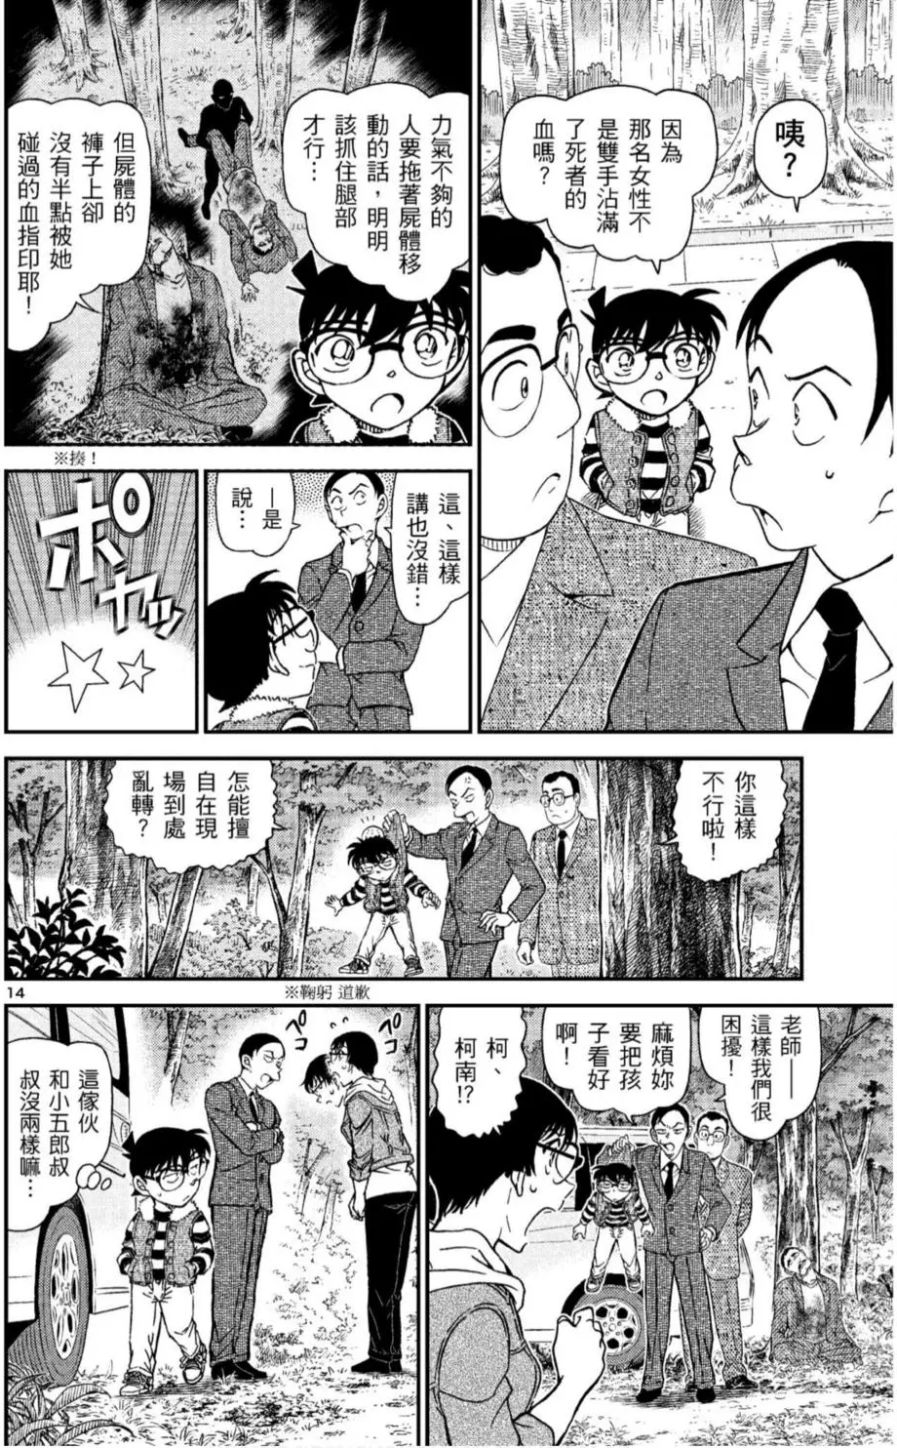 咦？
因為
那名女性不
是雙手沾滿
了死者的
血嗎？
力氣不夠的
人要拖著屍體移
動的話，明明
該抓住腿部
才行…
但屍體的
褲子上卻
沒有半點被她
碰過的血指印耶！
這、這樣
講也沒錯…
－是
說…
※揍！
ポカッ
你這樣
不行啦！
怎能擅
自在現
場到處
亂轉？
14
老師──
這樣我們很
困擾！
麻煩妳
要把孩
子看好
啊！
柯、
柯南!?
※鞠躬 道歉
ペコ
ペコ
這傢伙
和小五郎叔
叔沒兩樣嘛…